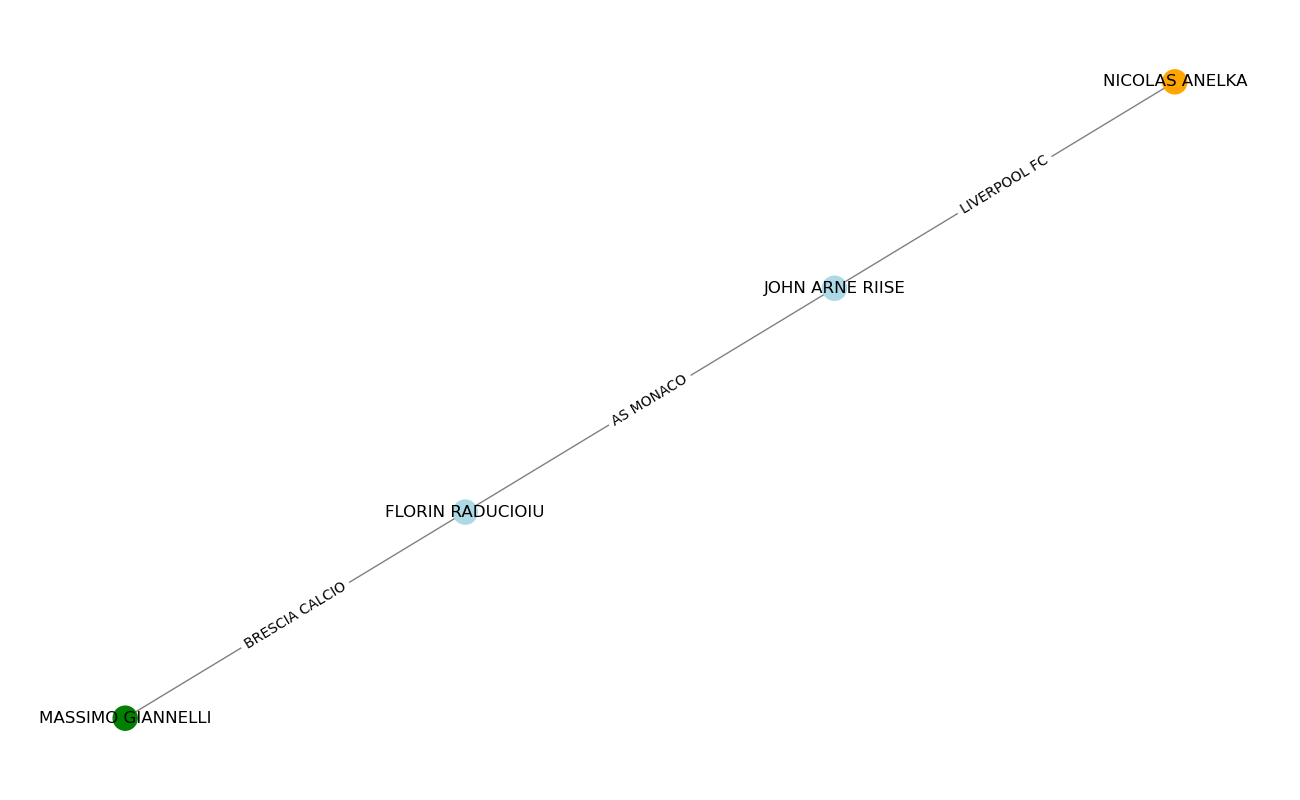 NICOLAS ANELKA
LIVERPOOL FC
JOHN ARNE RIISE
AS MONACO
FLORIN RADUCIOIU
BRESCIA CALCIO
MASSIMO GIANNELLI